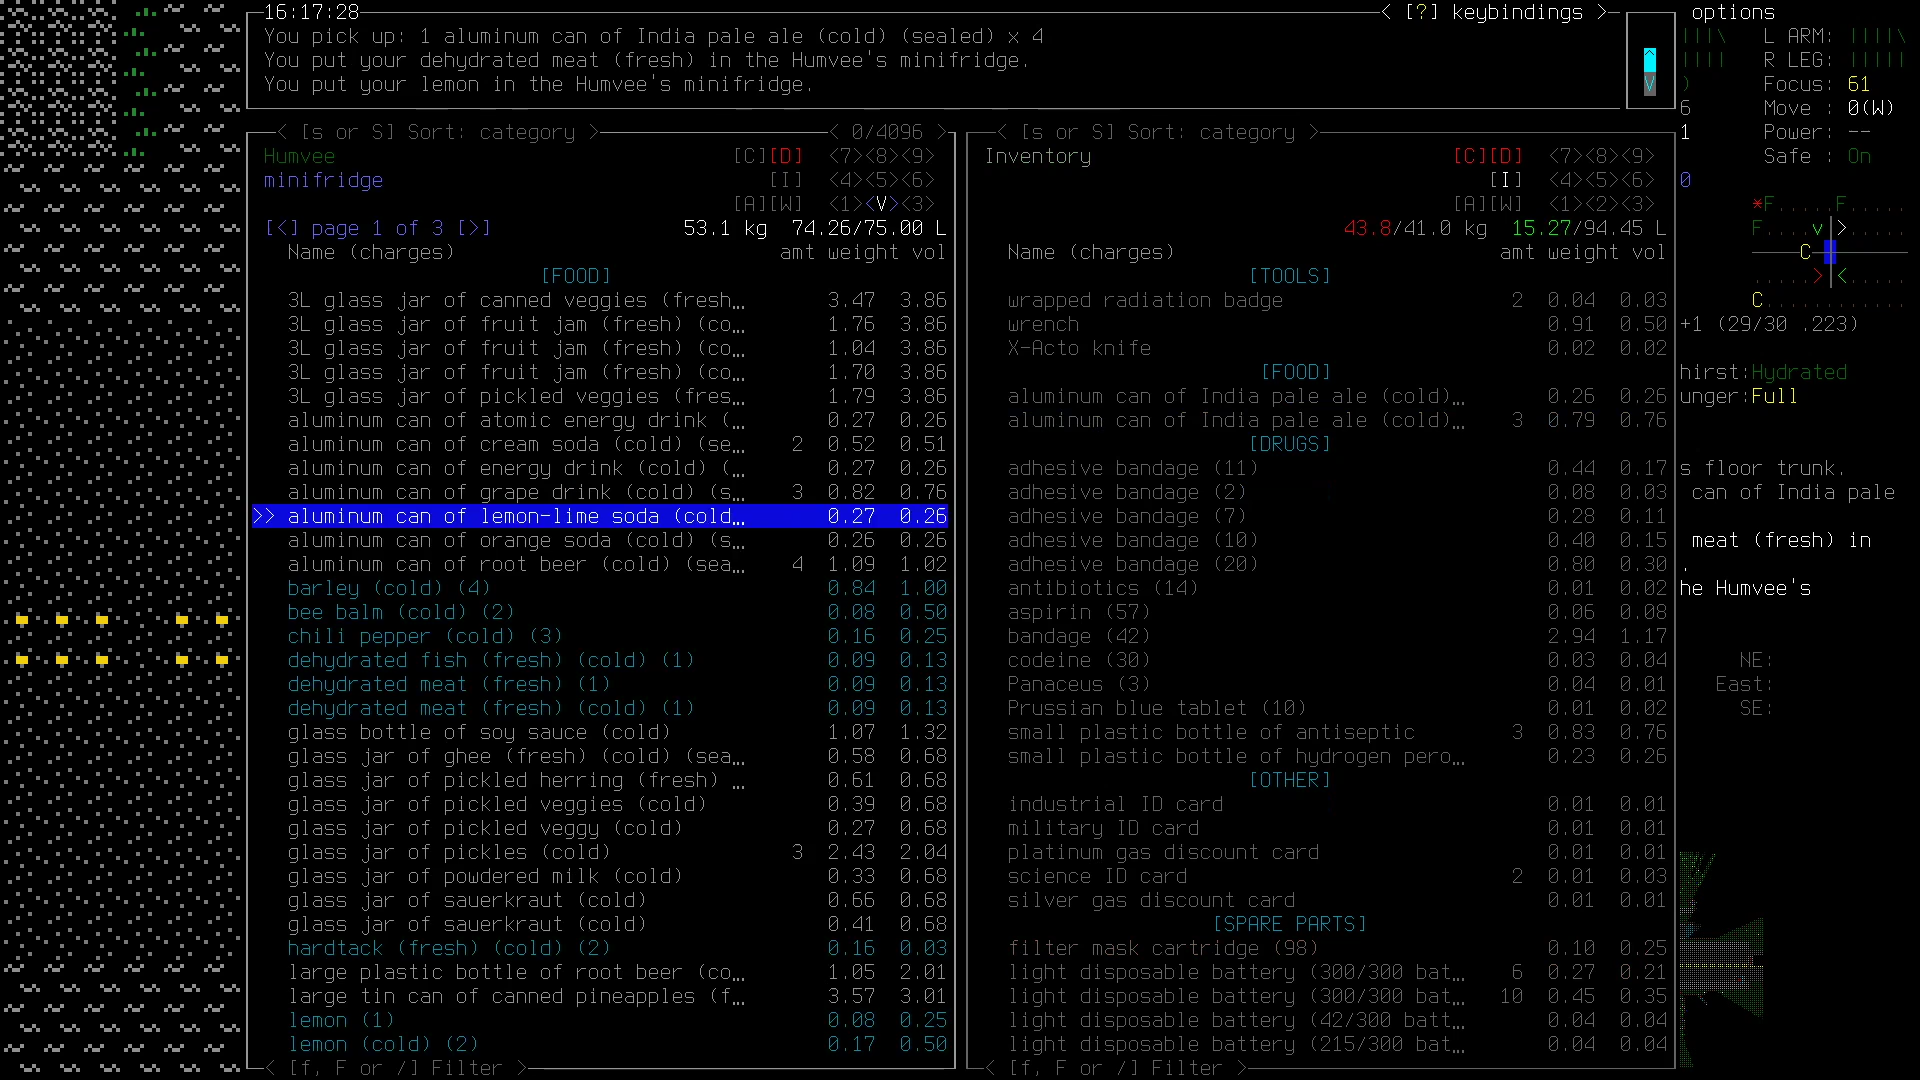 16:17:28 < [?] keybindings > options
You pick up: 1 aluminum can of India pale ale (cold) (sealed) x 4 L ARM: ||||\
You put your dehydrated meat (fresh) in the Humvee's minifridge. R LEG: |||||
You put your lemon in the Humvee's minifridge. Focus: 61
6 Move : 0(W)
< [s or S] Sort: category > < 0/4096 > < [s or S] Sort: category > 1 Power: --
Humvee [C][D] <7><8><9> Inventory [C][D] <7><8><9> Safe : On
minifridge [I] <4><5><6> [I] <4><5><6> 0
[A][W] <1><V><3> [A][W] <1><2><3>
[<] page 1 of 3 [>] 53.1 kg 74.26/75.00 L 43.8/41.0 kg 15.27/94.45 L
Name (charges) amt weight vol Name (charges) amt weight vol
[FOOD] [TOOLS]
3L glass jar of canned veggies (fresh… 3.47 3.86 wrapped radiation badge 2 0.04 0.03
3L glass jar of fruit jam (fresh) (co… 1.76 3.86 wrench 0.91 0.50 +1 (29/30 .223)
3L glass jar of fruit jam (fresh) (co… 1.04 3.86 X-Acto knife 0.02 0.02
3L glass jar of fruit jam (fresh) (co… 1.70 3.86 [FOOD] hirst:Hydrated
3L glass jar of pickled veggies (fres… 1.79 3.86 aluminum can of India pale ale (cold)… 0.26 0.26 unger:Full
aluminum can of atomic energy drink (… 0.27 0.26 aluminum can of India pale ale (cold)… 3 0.79 0.76
aluminum can of cream soda (cold) (se… 2 0.52 0.51 [DRUGS]
aluminum can of energy drink (cold) (… 0.27 0.26 adhesive bandage (11) 0.44 0.17 s floor trunk.
aluminum can of grape drink (cold) (s… 3 0.82 0.76 adhesive bandage (2) 0.08 0.03 can of India pale
>> aluminum can of lemon-lime soda (cold… 0.27 0.26 adhesive bandage (7) 0.28 0.11
aluminum can of orange soda (cold) (s… 0.26 0.26 adhesive bandage (10) 0.40 0.15 meat (fresh) in
aluminum can of root beer (cold) (sea… 4 1.09 1.02 adhesive bandage (20) 0.80 0.30 .
barley (cold) (4) 0.84 1.00 antibiotics (14) 0.01 0.02 he Humvee's
bee balm (cold) (2) 0.08 0.50 aspirin (57) 0.06 0.08
chili pepper (cold) (3) 0.16 0.25 bandage (42) 2.94 1.17
dehydrated fish (fresh) (cold) (1) 0.09 0.13 codeine (30) 0.03 0.04 NE:
dehydrated meat (fresh) (1) 0.09 0.13 Panaceus (3) 0.04 0.01 East:
dehydrated meat (fresh) (cold) (1) 0.09 0.13 Prussian blue tablet (10) 0.01 0.02 SE:
glass bottle of soy sauce (cold) 1.07 1.32 small plastic bottle of antiseptic 3 0.83 0.76
glass jar of ghee (fresh) (cold) (sea… 0.58 0.68 small plastic bottle of hydrogen pero… 0.23 0.26
glass jar of pickled herring (fresh) … 0.61 0.68 [OTHER]
glass jar of pickled veggies (cold) 0.39 0.68 industrial ID card 0.01 0.01
glass jar of pickled veggy (cold) 0.27 0.68 military ID card 0.01 0.01
glass jar of pickles (cold) 3 2.43 2.04 platinum gas discount card 0.01 0.01
glass jar of powdered milk (cold) 0.33 0.68 science ID card 2 0.01 0.03
glass jar of sauerkraut (cold) 0.66 0.68 silver gas discount card 0.01 0.01
glass jar of sauerkraut (cold) 0.41 0.68 [SPARE PARTS]
hardtack (fresh) (cold) (2) 0.16 0.03 filter mask cartridge (98) 0.10 0.25
large plastic bottle of root beer (co… 1.05 2.01 light disposable battery (300/300 bat… 6 0.27 0.21
large tin can of canned pineapples (f… 3.57 3.01 light disposable battery (300/300 bat… 10 0.45 0.35
lemon (1) 0.08 0.25 light disposable battery (42/300 batt… 0.04 0.04
lemon (cold) (2) 0.17 0.50 light disposable battery (215/300 bat… 0.04 0.04
< [f, F or /] Filter > < [f, F or /] Filter >